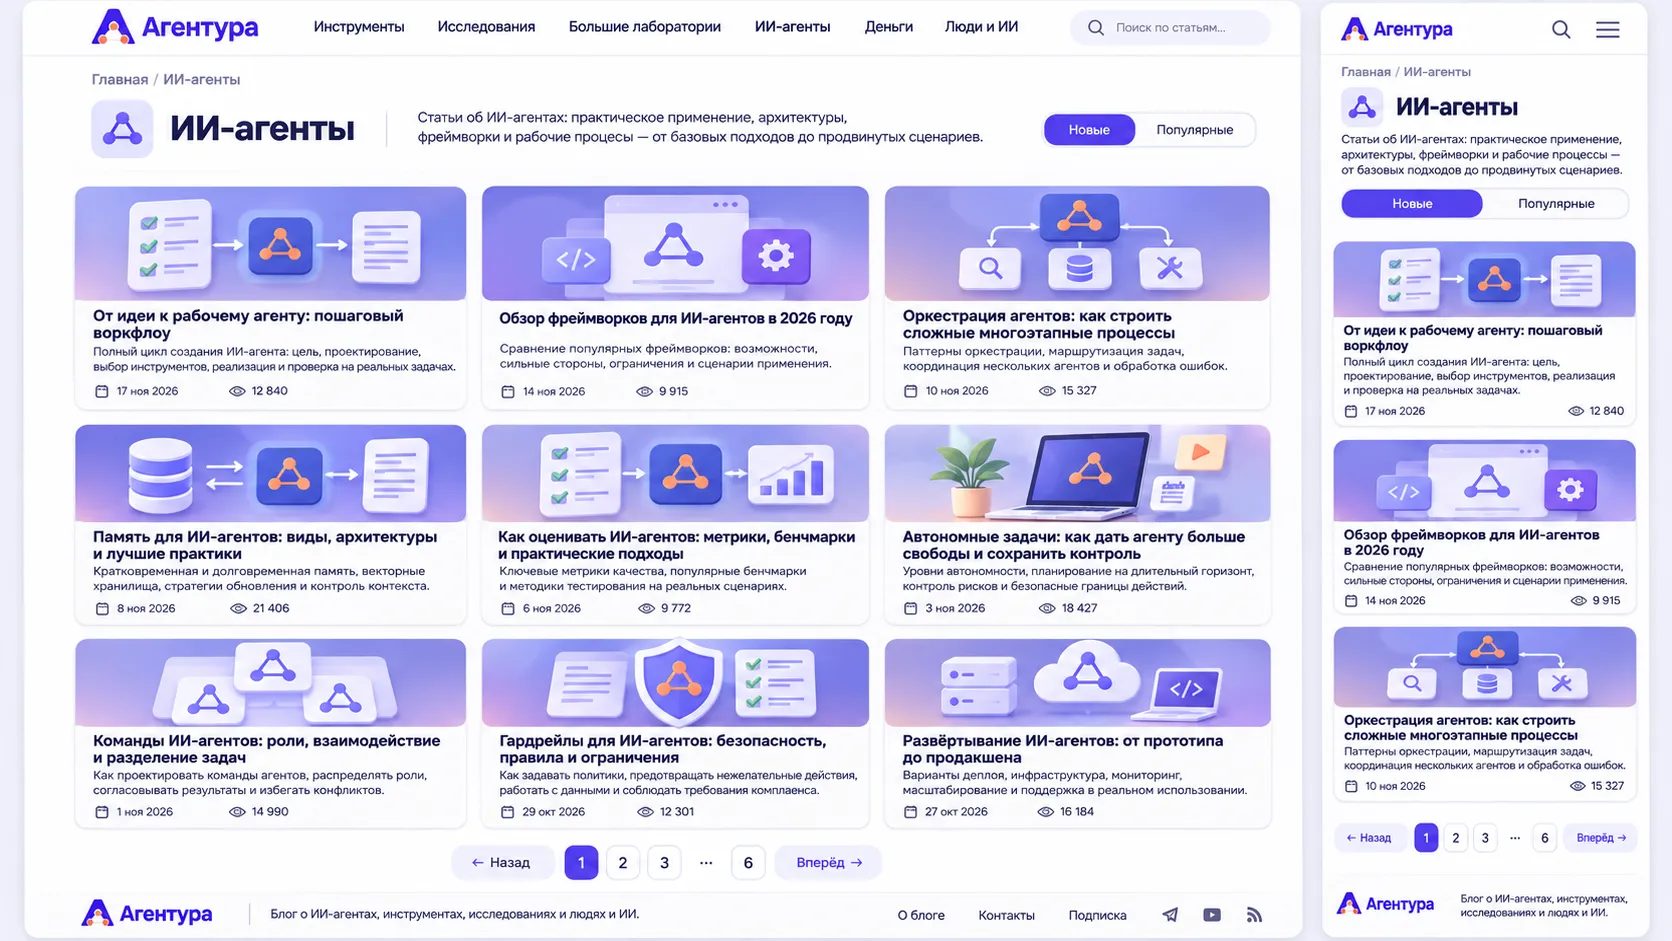 Агентура
Инструменты
Исследования
Большие лаборатории
ИИ-агенты
Деньги
Люди и ИИ
Поиск по статьям...
Главная / ИИ-агенты
ИИ-агенты
Статьи об ИИ-агентах: практическое применение, архитектуры,
фреймворки и рабочие процесы — от базовых подходов до продвинутых сценариев.
Новые
Популярные
От идеи к рабочему агенту: пошаговый
воркфлоу
Полный цикл создания ИИ-агента: цель, проектирование,
выбор инструментов, реализация и проверка на реальных задачах.
17 ноя 2026
12 840
</>
Обзор фреймворков для ИИ-агентов в 2026 году
Сравнение популярных фреймворков: возможности,
сильные стороны, ограничения и сценарии применения.
14 ноя 2026
9 915
Оркестрация агентов: как строить
сложные многоэтапные процессы
Паттерны оркестрации, маршрутизация задач,
координация нескольких агентов и обработка ошибок.
10 ноя 2026
15 327
Память для ИИ-агентов: виды, архитектуры
и лучшие практики
Кратковременная и долговременная память, векторные
хранилища, стратегии обновления и контроль контекста.
8 ноя 2026
21 406
Как оценивать ИИ-агентов: метрики, бенчмарки
и практические подходы
Ключевые метрики качества, популярные бенчмарки
и методики тестирования на реальных сценариях.
6 ноя 2026
9 772
Автономные задачи: как дать агенту больше
свободы и сохранить контроль
Уровни автономности, планирование на длительный горизонт,
контроль рисков и безопасные границы действий.
3 ноя 2026
18 427
Команды ИИ-агентов: роли, взаимодействие
и разделение задач
Как проектировать команды агентов, распределять роли,
согласовывать результаты и избегать конфликтов.
1 ноя 2026
14 990
Гардрейлы для ИИ-агентов: безопасность,
правила и ограничения
Как задавать политики, предотвращать нежелательные действия,
работать с данными и соблюдать требования комплаенса.
29 окт 2026
12 301
</>
Развёртывание ИИ-агентов: от прототипа
до продакшена
Варианты деплоя, инфраструктура, мониторинг,
масштабирование и поддержка в реальном использовании.
27 окт 2026
16 184
← Назад
1
2
3
...
6
Вперёд →
Агентура
Блог о ИИ-агентах, инструментах, исследованиях и людях и ИИ.
О блоге
Контакты
Подписка
Агентура
Главная / ИИ-агенты
ИИ-агенты
Статьи об ИИ-агентах: практическое применение,
архитектуры, фреймворки и рабочие процессы —
от базовых подходов до продвинутых сценариев.
Новые
Популярные
От идеи к рабочему агенту: пошаговый
воркфлоу
Полный цикл создания ИИ-агента: цель,
проектирование, выбор инструментов, реализация
и проверка на реальных задачах.
17 ноя 2026
12 840
</>
Обзор фреймворков для ИИ-агентов
в 2026 году
Сравнение популярных фреймворков: возможности,
сильные стороны, ограничения и сценарии применения.
14 ноя 2026
9 915
Оркестрация агентов: как строить
сложные многоэтапные процессы
Паттерны оркестрации, маршрутизация задач,
координация нескольких агентов и обработка ошибок.
10 ноя 2026
15 327
← Назад
1
2
3
...
6
Вперёд →
Агентура
Блог о ИИ-агентах, инструментах,
исследованиях и людях и ИИ.